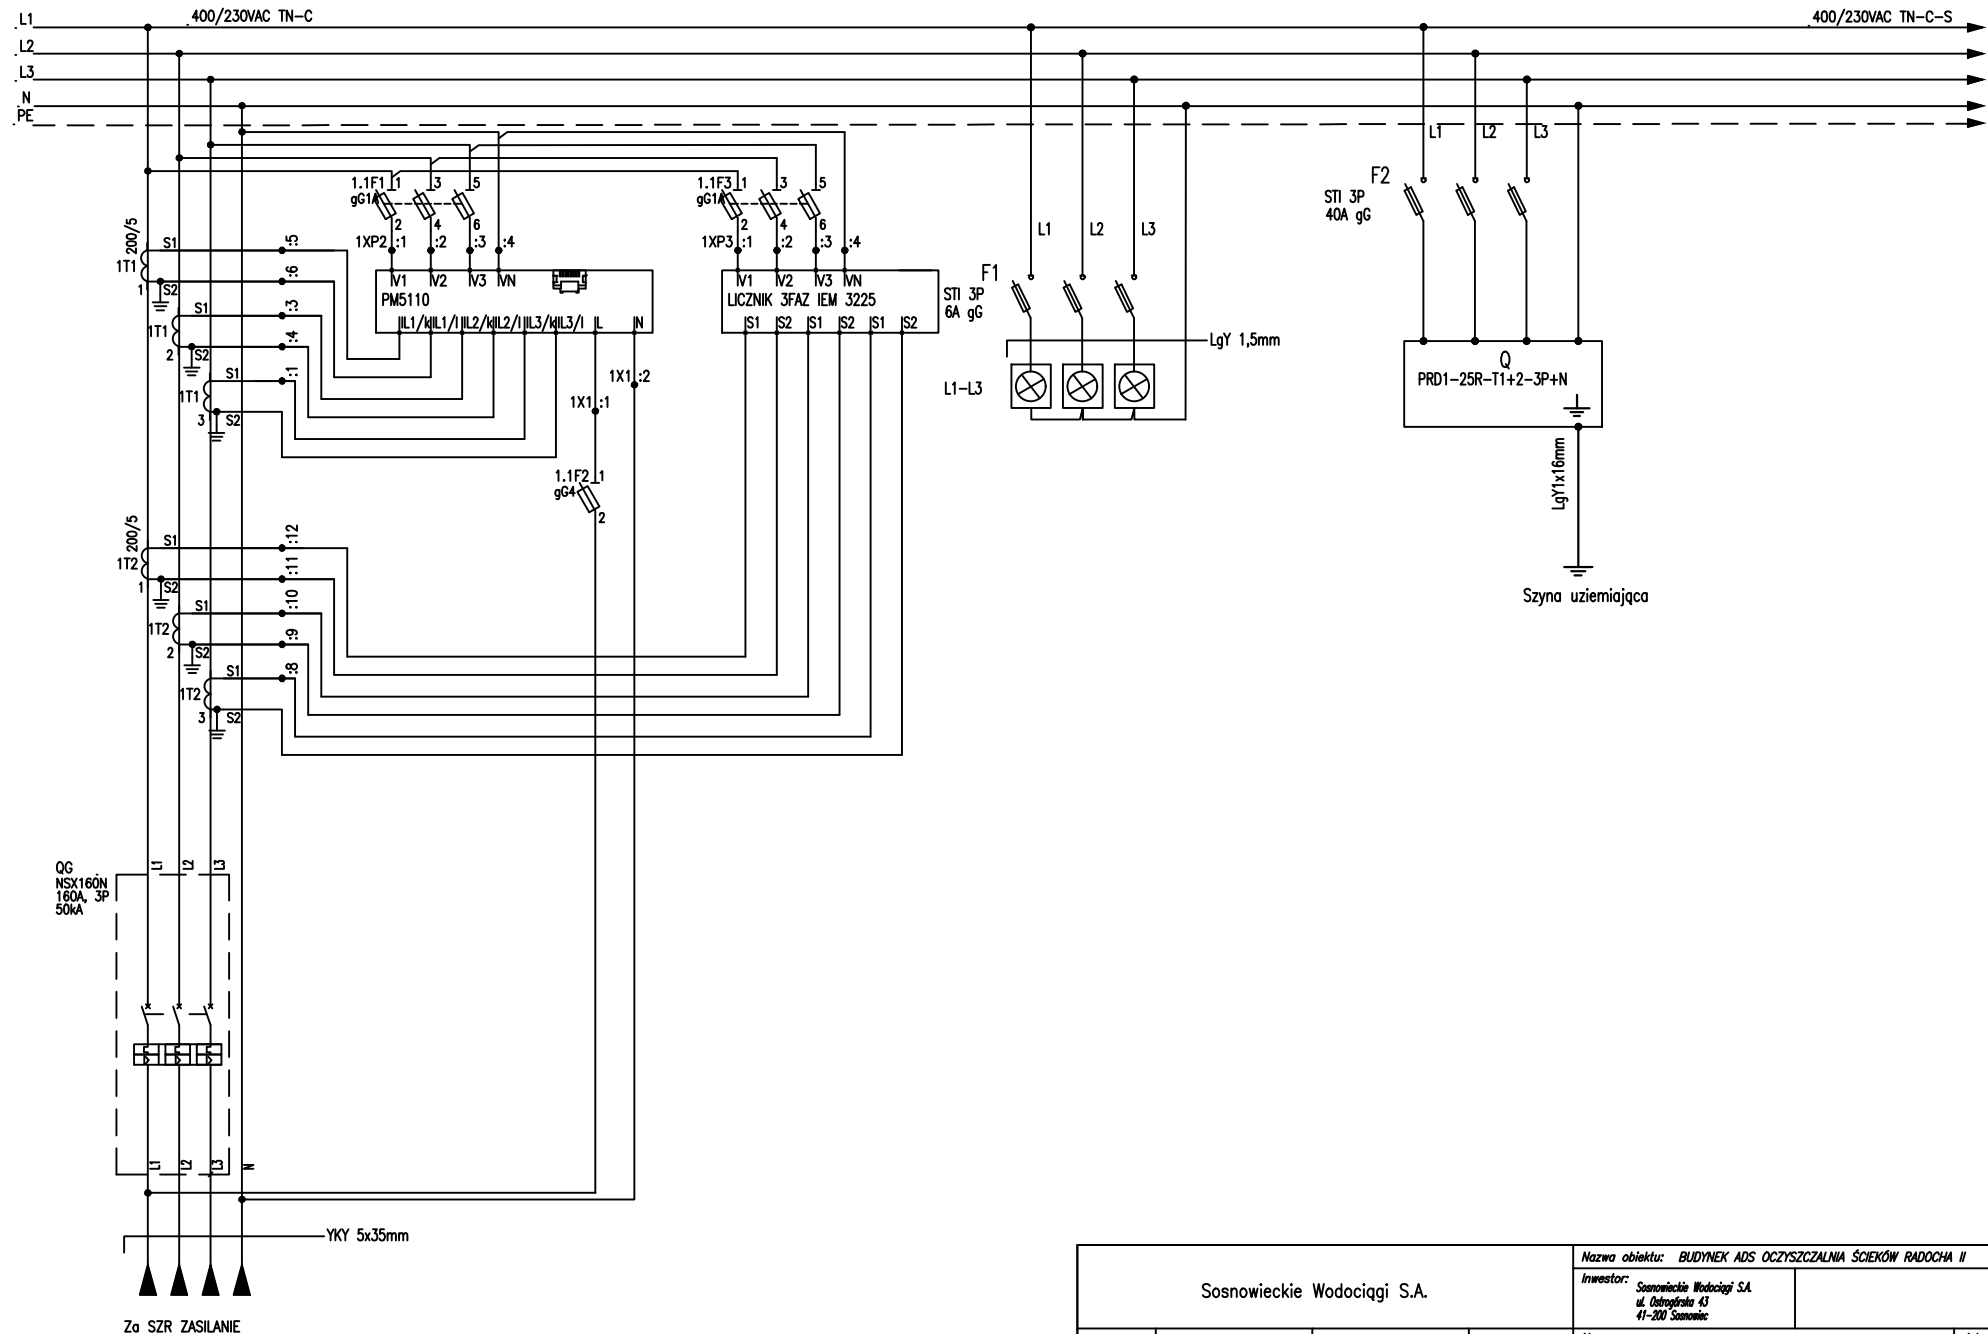 L1
400/230VAC TN-C
400/230VAC TN-C-S
L2
L3
N
PE
L1
L2
L3
1.1F1
gG1A
1
3
5
2
4
6
1XP2
:1
:2
:3
:4
1.1F3
gG1A
1
3
5
2
4
6
1XP3
:1
:2
:3
:4
F2
STI 3P
40A gG
L1
L2
L3
200/5
1T1
S1
:5
:6
1
S2
V1
V2
V3
VN
PM5110
IL1/k
IL1/l
IL2/k
IL2/l
IL3/k
IL3/l
L
N
V1
V2
V3
VN
LICZNIK 3FAZ IEM 3225
S1
S2
S1
S2
S1
S2
F1
STI 3P
6A gG
S1
:3
1T1
:4
2
S2
S1
:1
1T1
3
S2
LgY 1,5mm
L1-L3
Q
PRD1-25R-T1+2-3P+N
1X1
:2
1X1
:1
1.1F2
gG4
1
2
LgY1x16mm
Szyna uziemiająca
200/5
1T2
S1
:12
:11
1
S2
S1
:10
1T2
:9
2
S2
S1
:8
1T2
3
S2
QG
NSX160N
160A, 3P
50kA
L1
L2
L3
L1
L2
L3
N
YKY 5x35mm
Za SZR ZASILANIE
Sosnowieckie Wodociągi S.A.
Nazwa obiektu: BUDYNEK ADS OCZYSZCZALNIA ŚCIEKÓW RADOCHA II
Inwestor:
Sosnowieckie Wodociągi S.A.
ul. Ostrogórska 43
41-200 Sosnowiec